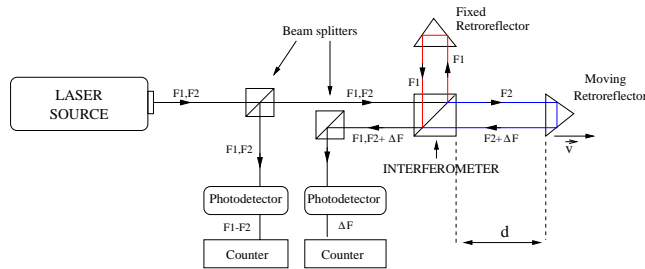 Fixed
Retroreflector
Beam splitters
F1
F1
LASER
SOURCE
F1,F2
F1,F2
F2
Moving
Retroreflector
F1,F2
F1,F2+ ΔF
F2+ΔF
v
INTERFEROMETER
Photodetector
Photodetector
d
F1-F2
ΔF
Counter
Counter